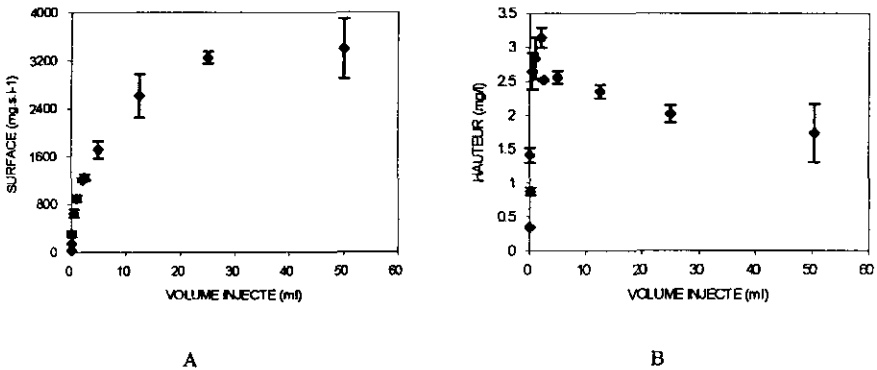 4000
3200
2400
1600
800
0
SURFACE (mg.s.l-1)
0 10 20 30 40 50 60
VOLUME INJECTÉ (ml)
A
3.5
3
2.5
2
1.5
1
0.5
0
HAUTEUR (mg/l)
0 10 20 30 40 50 60
VOLUME INJECTÉ (ml)
B